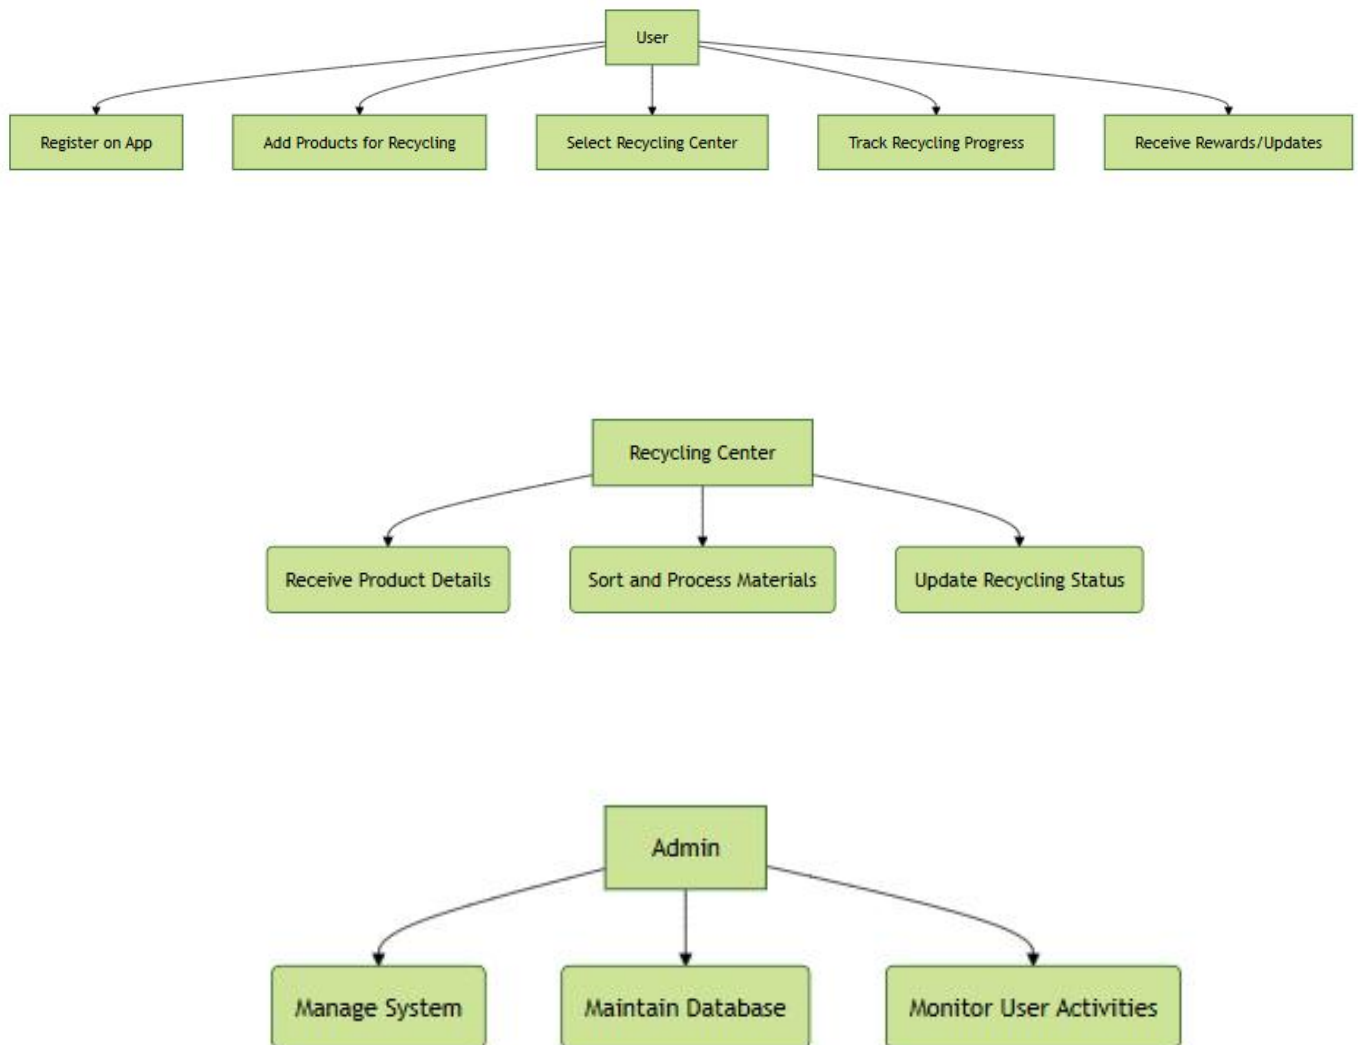 User
Register on App
Add Products for Recycling
Select Recycling Center
Track Recycling Progress
Receive Rewards/Updates
Recycling Center
Receive Product Details
Sort and Process Materials
Update Recycling Status
Admin
Manage System
Maintain Database
Monitor User Activities